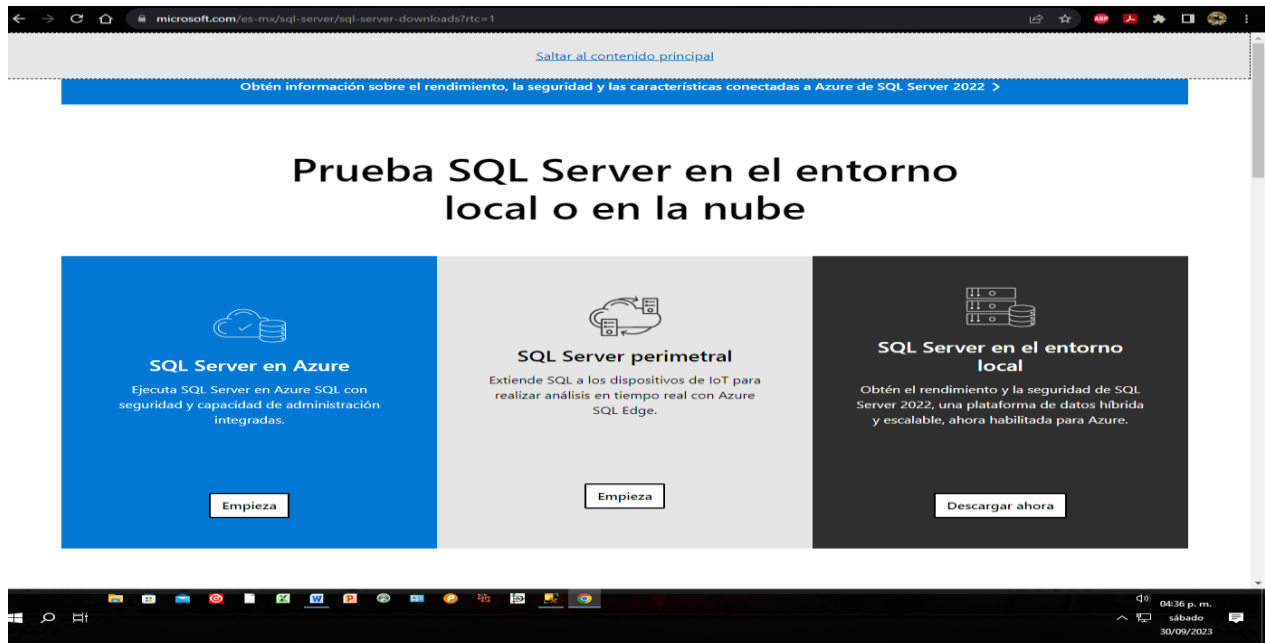 microsoft.com/es-mx/sql-server/sql-server-downloads?rtc=1
ABP
Saltar al contenido principal
Obtén información sobre el rendimiento, la seguridad y las características conectadas a Azure de SQL Server 2022 >
Prueba SQL Server en el entorno
local o en la nube
SQL Server en Azure
Ejecuta SQL Server en Azure SQL con
seguridad y capacidad de administración
integradas.
Empieza
SQL Server perimetral
Extiende SQL a los dispositivos de IoT para
realizar análisis en tiempo real con Azure
SQL Edge.
Empieza
SQL Server en el entorno
local
Obtén el rendimiento y la seguridad de SQL
Server 2022, una plataforma de datos híbrida
y escalable, ahora habilitada para Azure.
Descargar ahora
04:36 p. m.
sábado
30/09/2023